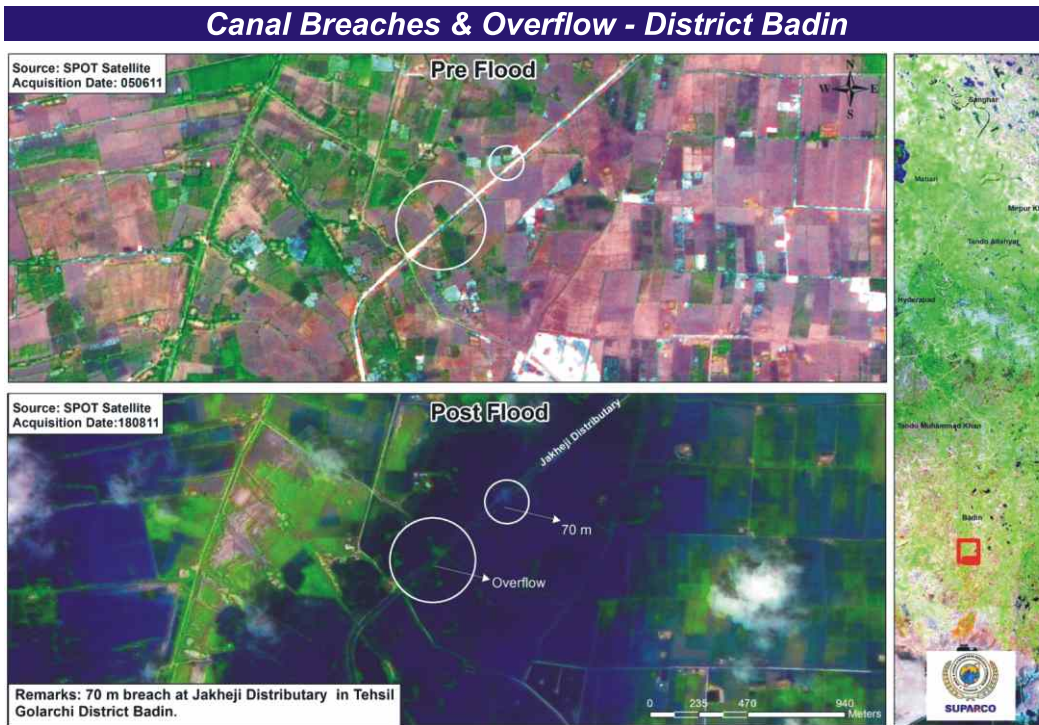 Canal Breaches & Overflow - District Badin
Source: SPOT Satellite
Acquisition Date: 050611
Pre Flood
N
W E
S
Source: SPOT Satellite
Acquisition Date:180811
Post Flood
Jakheji Distributary
70 m
Overflow
Remarks: 70 m breach at Jakheji Distributary in Tehsil
Golarchi District Badin.
0 235 470 940
Meters
Sanghar
Matiari
Mirpur K
Tando Allahyar
Hyderabad
Tando Muhammad Khan
Badin
SUPARCO